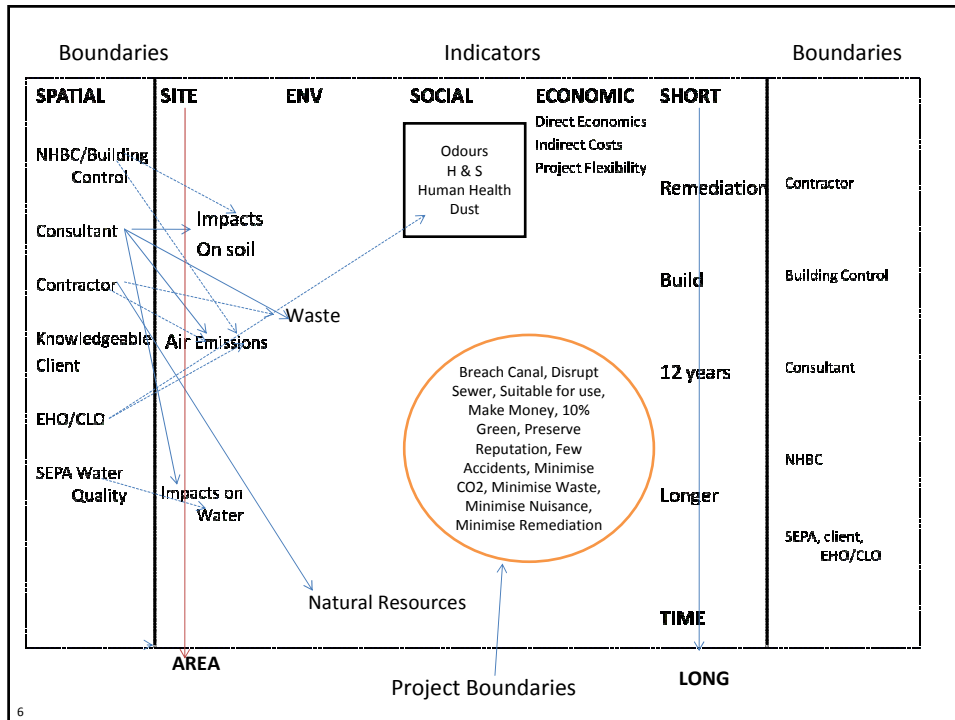 Boundaries Indicators Boundaries
SPATIAL SITE ENV SOCIAL ECONOMIC SHORT
Direct Economics
Indirect Costs
Project Flexibility
NHBC/Building
Control
Consultant
Contractor
Knowledgeable
Client
EHO/CLO
SEPA Water
Quality
Impacts
On soil
Waste
Air Emissions
Impacts on
Water
Natural Resources
Odours
H & S
Human Health
Dust
Breach Canal, Disrupt
Sewer, Suitable for use,
Make Money, 10%
Green, Preserve
Reputation, Few
Accidents, Minimise
CO2, Minimise Waste,
Minimise Nuisance,
Minimise Remediation
Remediation
Build
12 years
Longer
TIME
Contractor
Building Control
Consultant
NHBC
SEPA, client,
EHO/CLO
AREA
Project Boundaries
LONG
6